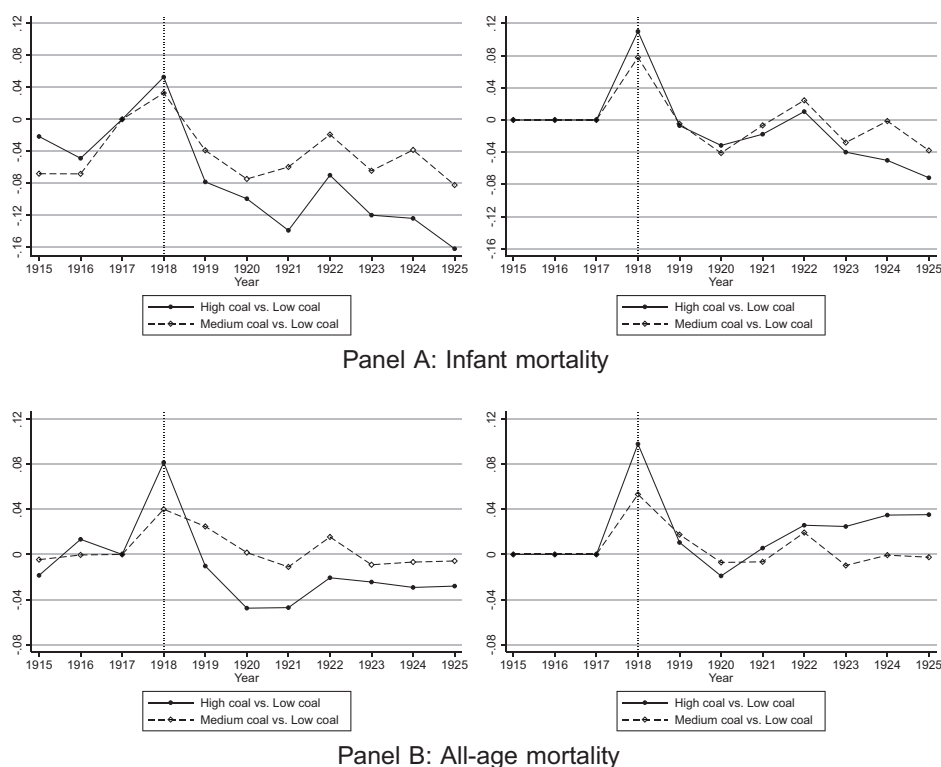 .12
.08
.04
0
-.04
-.08
-.12
-.16
1915 1916 1917 1918 1919 1920 1921 1922 1923 1924 1925
Year
High coal vs. Low coal
Medium coal vs. Low coal
.12
.08
.04
0
-.04
-.08
-.12
-.16
1915 1916 1917 1918 1919 1920 1921 1922 1923 1924 1925
Year
High coal vs. Low coal
Medium coal vs. Low coal
Panel A: Infant mortality
.12
.08
.04
0
-.04
-.08
1915 1916 1917 1918 1919 1920 1921 1922 1923 1924 1925
Year
High coal vs. Low coal
Medium coal vs. Low coal
.12
.08
.04
0
-.04
-.08
1915 1916 1917 1918 1919 1920 1921 1922 1923 1924 1925
Year
High coal vs. Low coal
Medium coal vs. Low coal
Panel B: All-age mortality